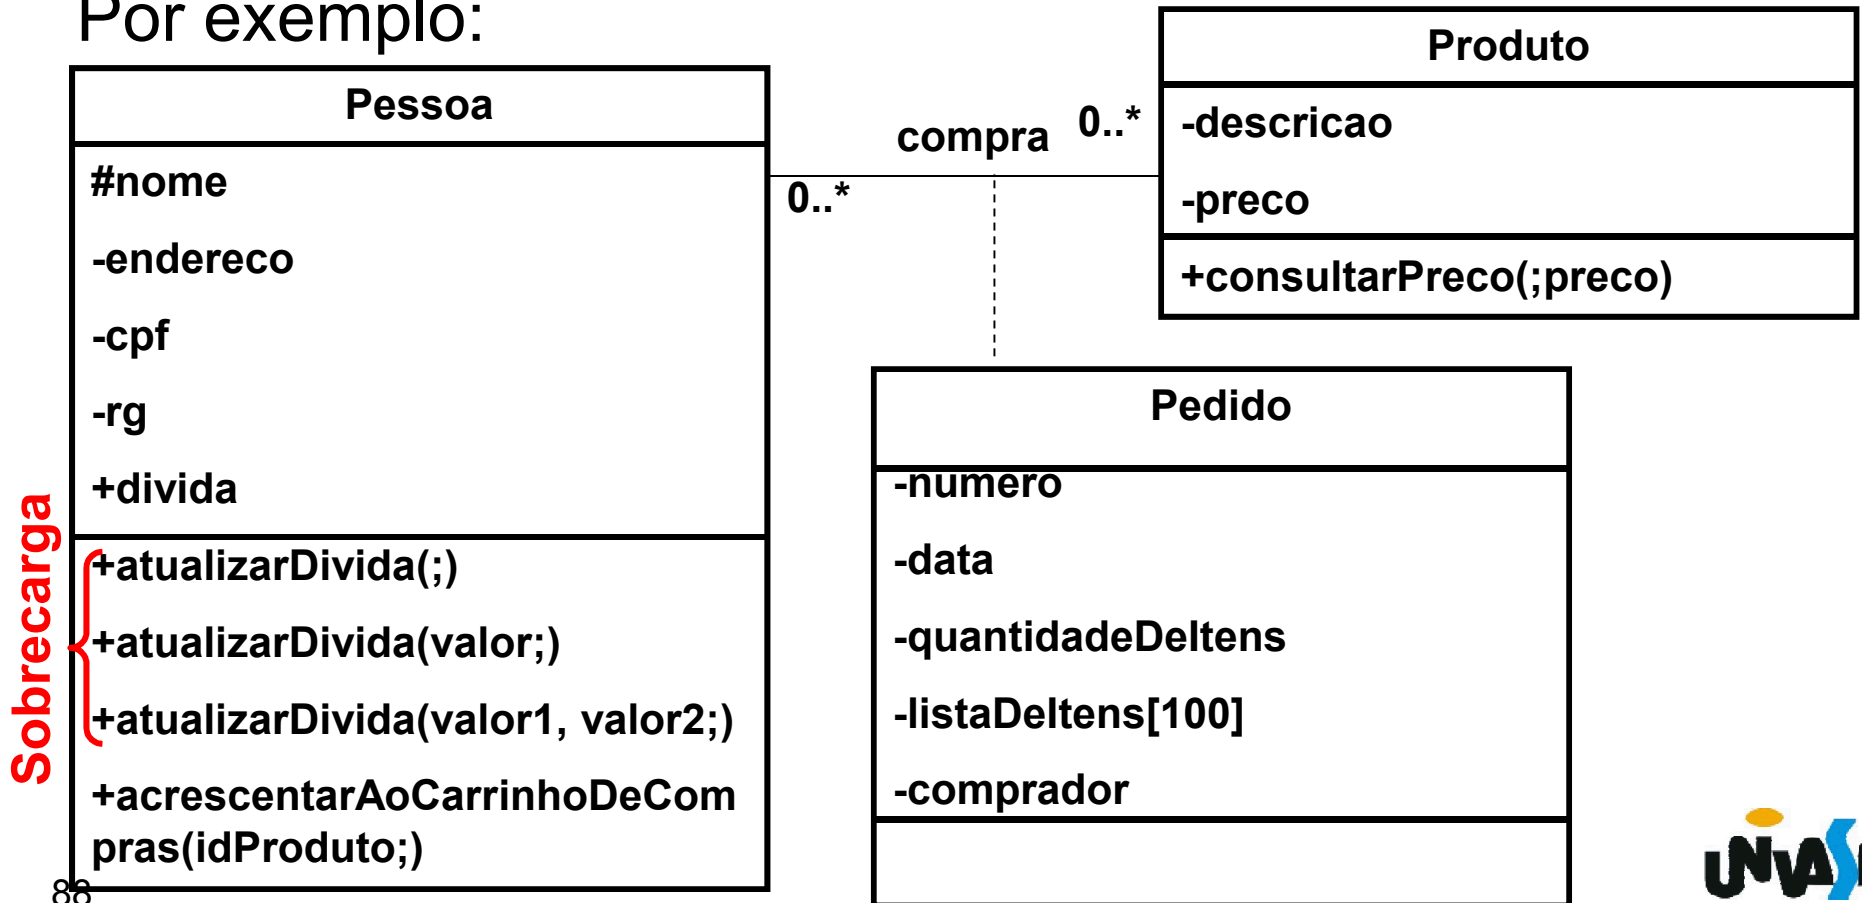 Por exemplo:
Pessoa
#nome
-endereco
-cpf
-rg
+divida
+atualizarDivida(;)
+atualizarDivida(valor;)
+atualizarDivida(valor1, valor2;)
+acrescentarAoCarrinhoDeCom
pras(idProduto;)
Sobrecarga
compra
0..*
0..*
Produto
-descricao
-preco
+consultarPreco(;preco)
Pedido
-numero
-data
-quantidadeDeItens
-listaDeItens[100]
-comprador
88